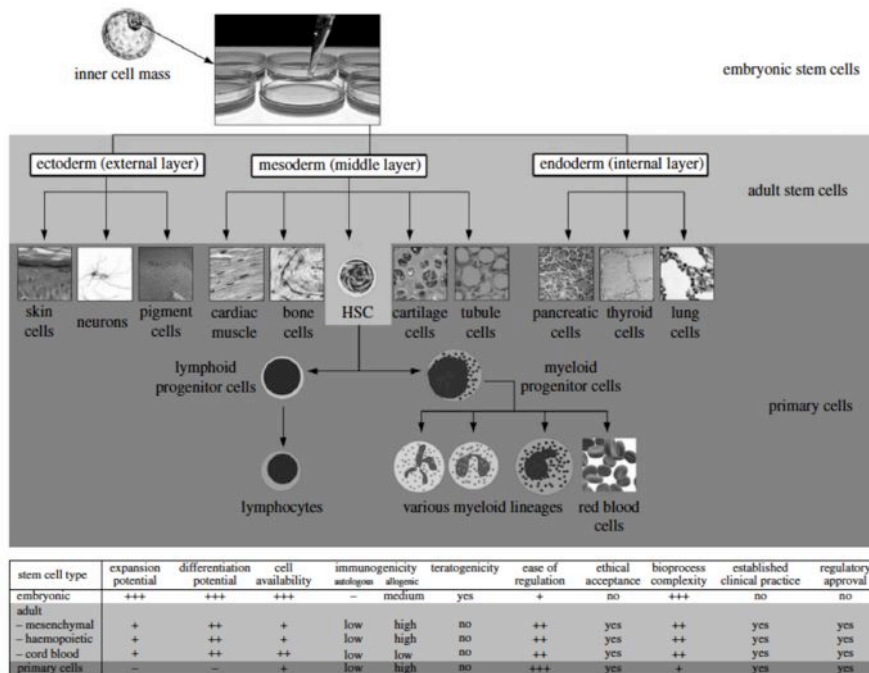 inner cell mass
embryonic stem cells
ectoderm (external layer)
mesoderm (middle layer)
endoderm (internal layer)
adult stem cells
skin cells
neurons
pigment cells
cardiac muscle
bone cells
HSC
cartilage cells
tubule cells
pancreatic cells
thyroid cells
lung cells
lymphoid progenitor cells
myeloid progenitor cells
primary cells
lymphocytes
various myeloid lineages
red blood cells
stem cell type expansion potential differentiation potential cell availability immunogenicity autologous allogenic teratogenicity ease of regulation ethical acceptance bioprocess complexity established clinical practice regulatory approval
embryonic +++ +++ +++ – medium yes + no +++ no no
adult
– mesenchymal + ++ + low high no ++ yes ++ yes yes
– haemopoietic + ++ + low high no ++ yes ++ yes yes
– cord blood + ++ ++ low low no ++ yes ++ yes yes
primary cells – – + low high no +++ yes + yes yes